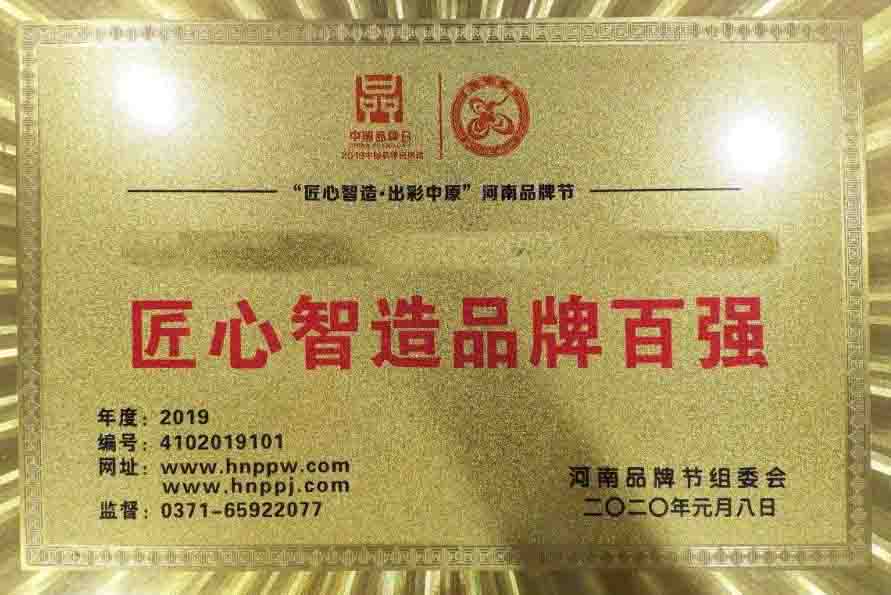 中国品牌日
“匠心智造·出彩中原”河南品牌节
匠心智造品牌百强
年度：2019
编号：4102019101
网址：www.hnppw.com
www.hnppj.com
监督：0371-65922077
河南品牌节组委会
二〇二〇年元月八日